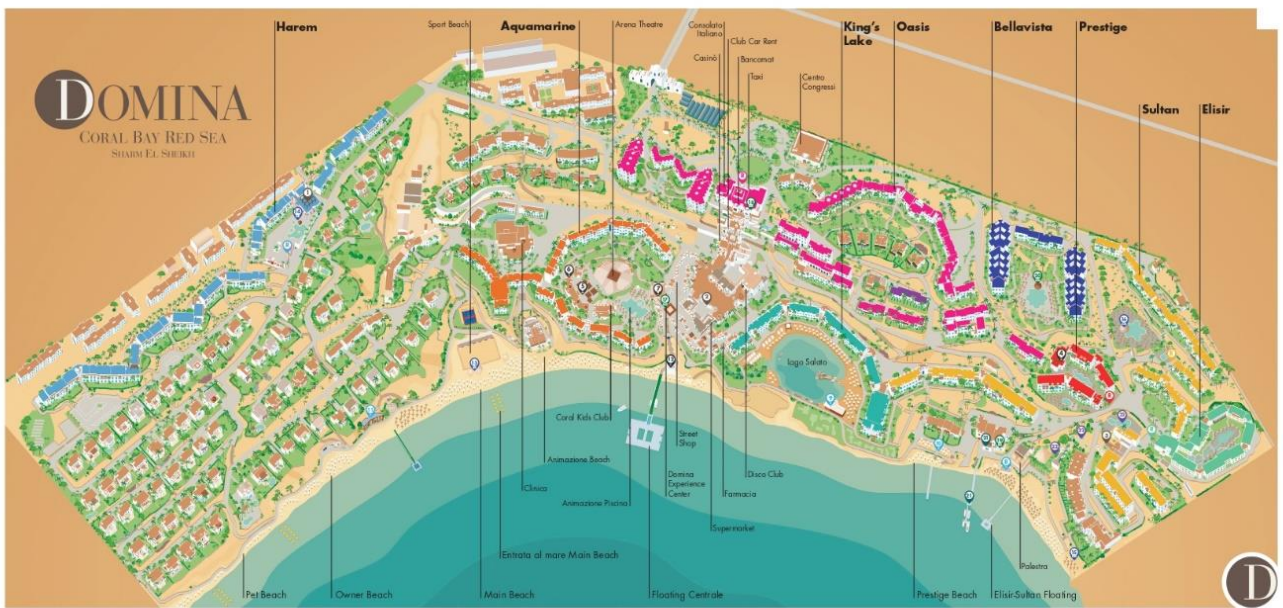 Harem
Sport Beach
Aquamarine
Arena Theatre
Consolato
Italiano
Club Car Rent
Casinò
Bancomat
Taxi
Centro
Congressi
King's
Lake
Oasis
Bellavista
Prestige
Sultan
Elisir
DOMINA
CORAL BAY RED SEA
SHARM EL SHEIKH
lago Salato
Coral Kids Club
Street
Shop
Animazione Beach
Clinica
Animazione Piscina
Domina
Experience
Center
Disco Club
Farmacia
Supermarket
Entrata al mare Main Beach
Palestra
Pet Beach
Owner Beach
Main Beach
Floating Centrale
Prestige Beach
Elisir-Sultan Floating
D